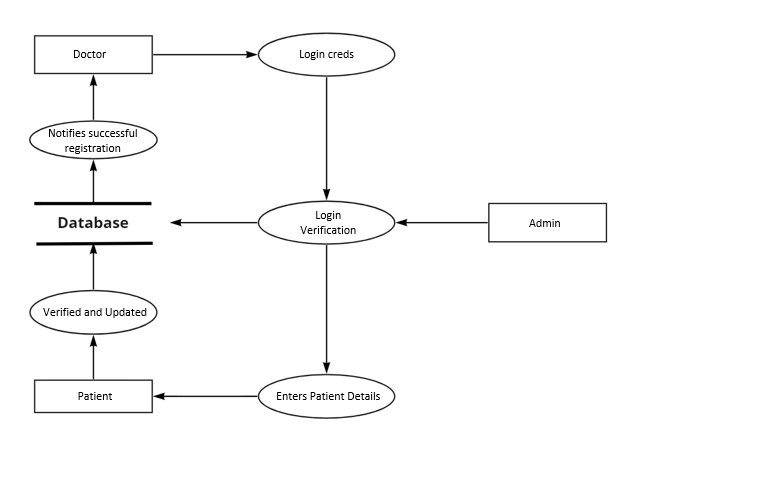 Doctor
Login creds
Notifies successful
registration
Database
Login
Verification
Admin
Verified and Updated
Patient
Enters Patient Details